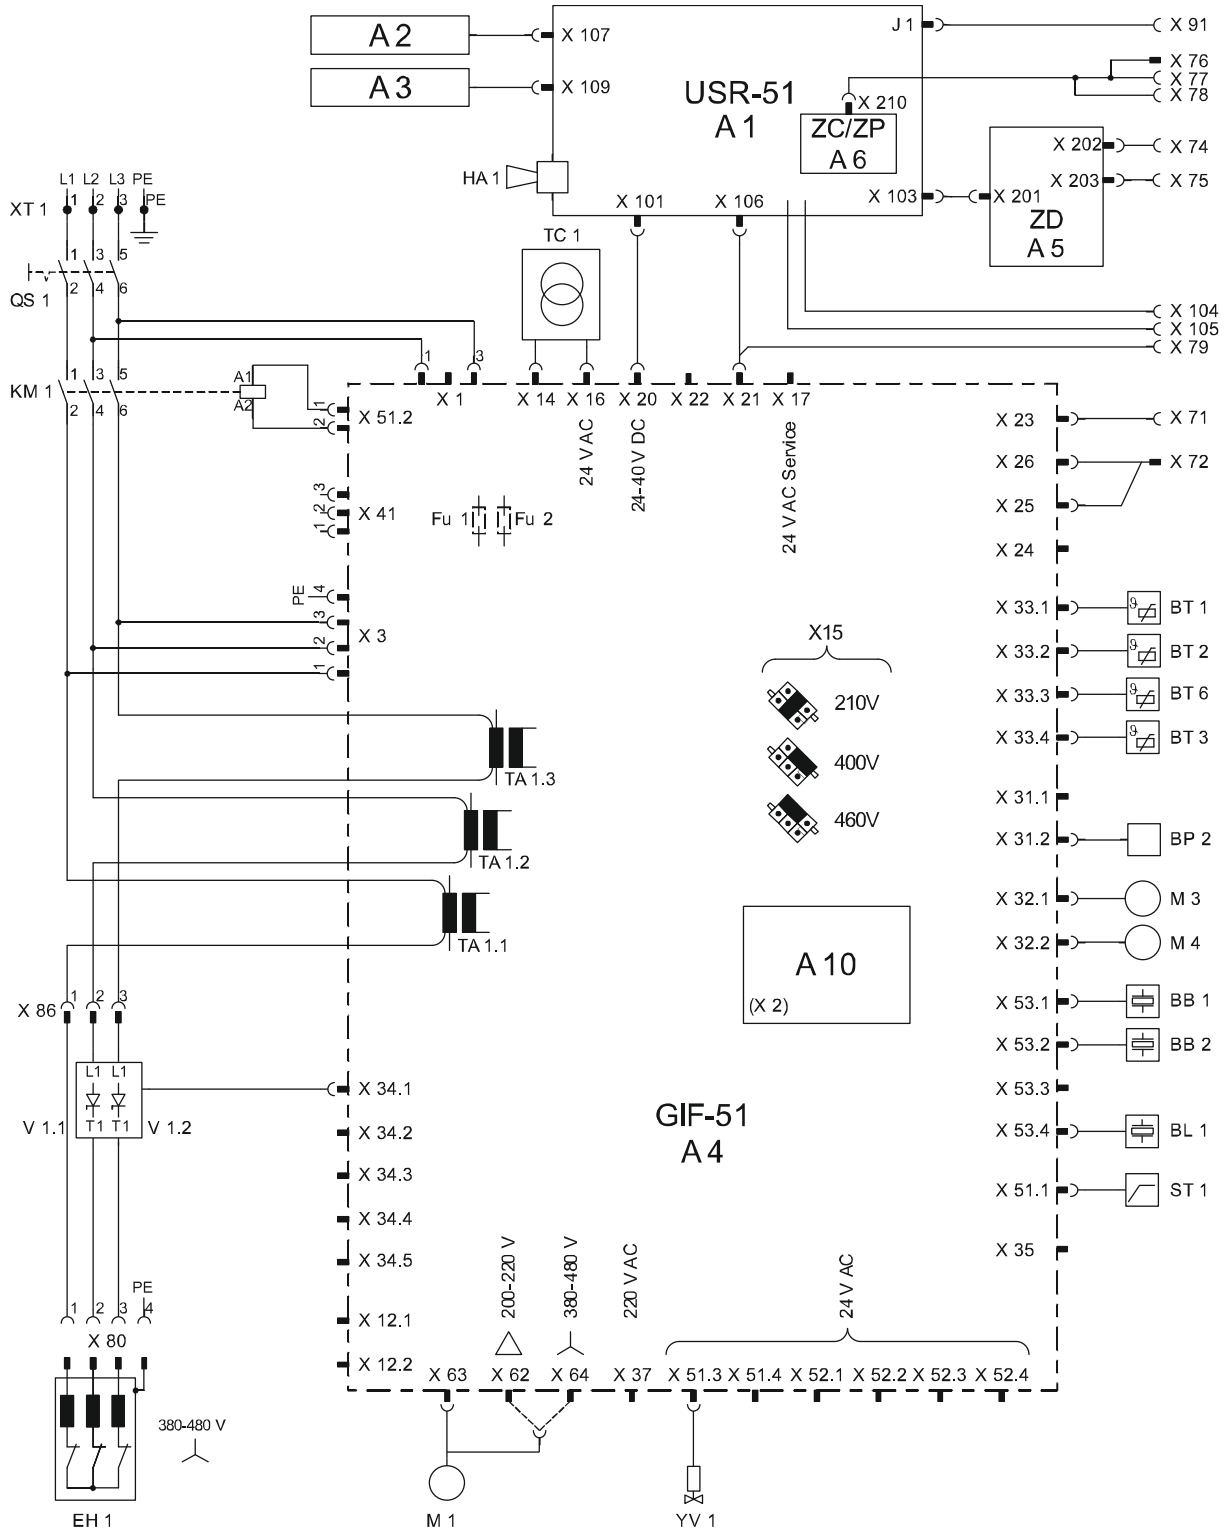 A 2
X 107
J 1
X 91
X 76
X 77
X 78
A 3
X 109
USR-51
A 1
X 210
ZC/ZP
A 6
X 202
X 74
X 203
X 75
HA 1
L1 L2 L3 PE
XT 1
1 2 3 PE
X 101
X 106
X 103
X 201
ZD
A 5
TC 1
1 3 5
QS 1
2 4 6
X 104
X 105
X 79
1 3
1 3 5
KM 1
2 4 6
A1
A2
1
2
X 51.2
X 1
X 14
X 16
X 20
X 22
X 21
X 17
24 V AC
24-40 V DC
24 V AC Service
X 23
X 71
X 26
X 72
X 25
X 24
3
2
1
X 41
Fu 1
Fu 2
PE
4
3
2
1
X 3
X 33.1
BT 1
X 33.2
BT 2
X 33.3
BT 6
X 33.4
BT 3
X15
210V
400V
460V
TA 1.3
TA 1.2
TA 1.1
X 31.1
X 31.2
BP 2
X 32.1
M 3
X 32.2
M 4
A 10
(X 2)
X 53.1
BB 1
X 53.2
BB 2
X 53.3
X 53.4
BL 1
X 51.1
ST 1
X 35
X 86
1 2 3
L1 L1
T1 T1
V 1.1
V 1.2
X 34.1
X 34.2
X 34.3
X 34.4
X 34.5
X 12.1
X 12.2
GIF-51
A 4
200-220 V
380-480 V
220 V AC
24 V AC
X 63
X 62
X 64
X 37
X 51.3
X 51.4
X 52.1
X 52.2
X 52.3
X 52.4
PE
1 2 3 4
X 80
380-480 V
EH 1
M 1
YV 1